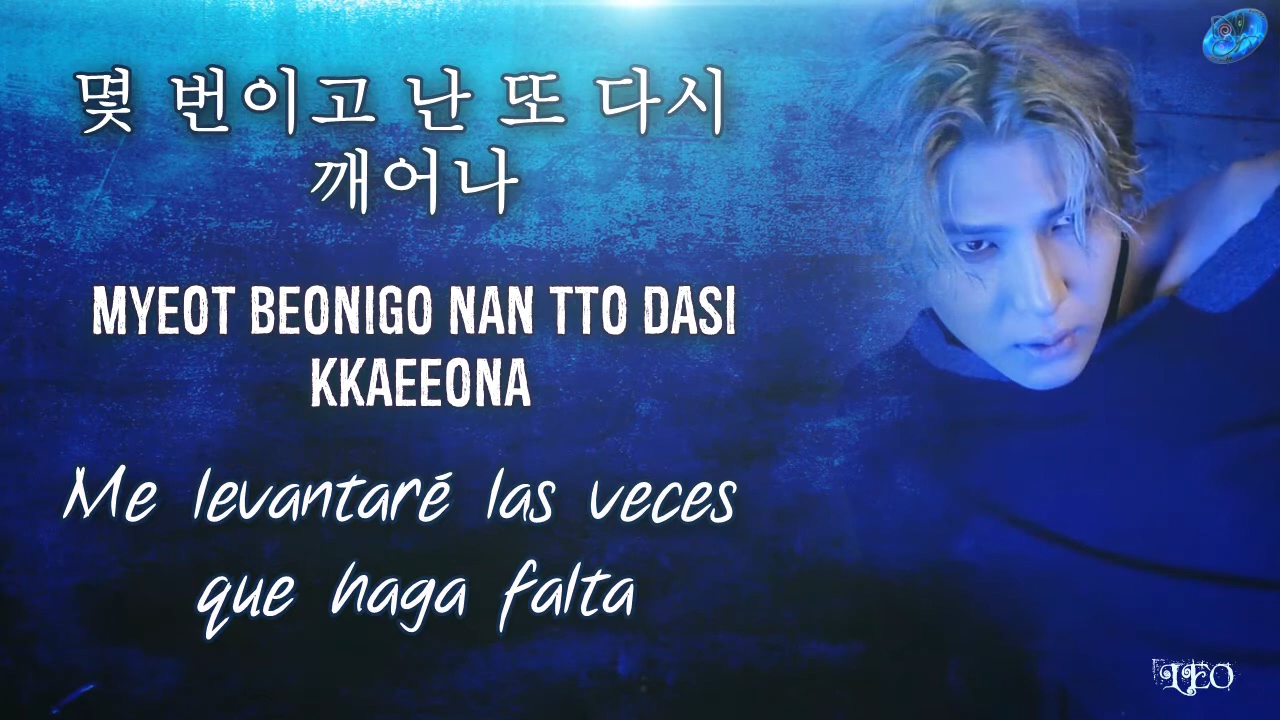 몇 번이고 난 또 다시
깨어나
MYEOT BEONIGO NAN TTO DASI
KKAEEONA
Me levantaré las veces
que haga falta
LEO